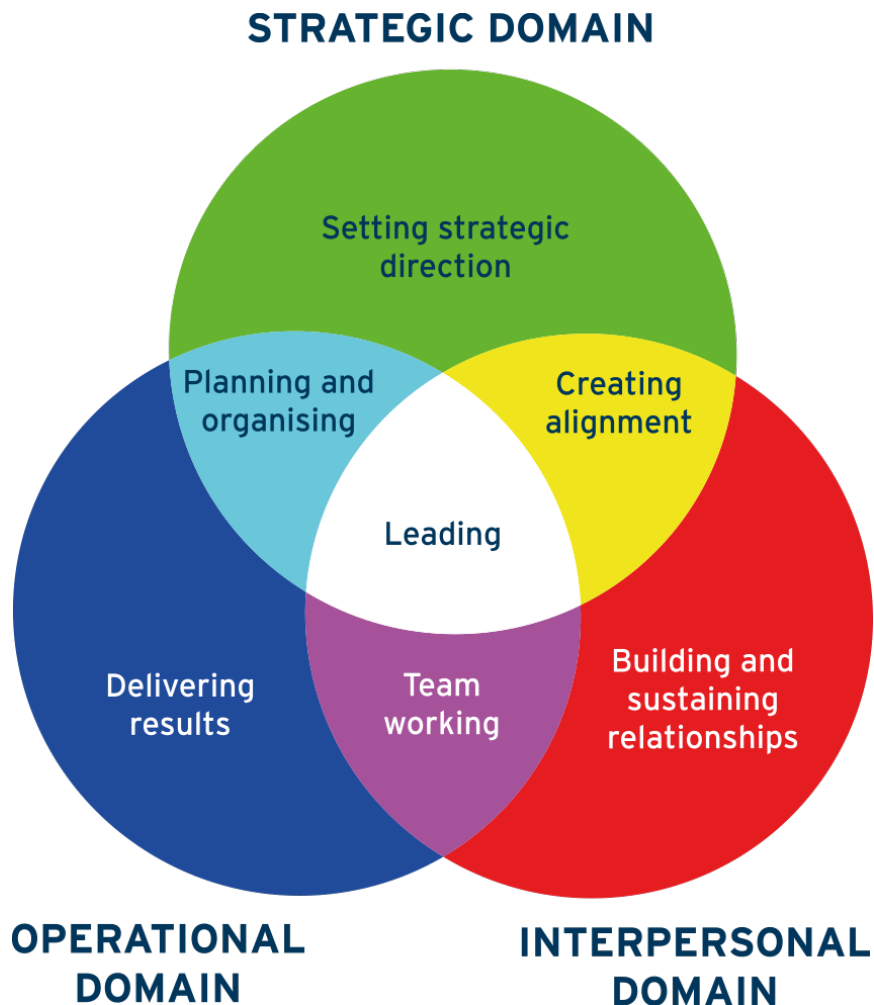 STRATEGIC DOMAIN
Setting strategic
direction
Planning and
organising
Creating
alignment
Leading
Delivering
results
Team
working
Building and
sustaining
relationships
OPERATIONAL
DOMAIN
INTERPERSONAL
DOMAIN